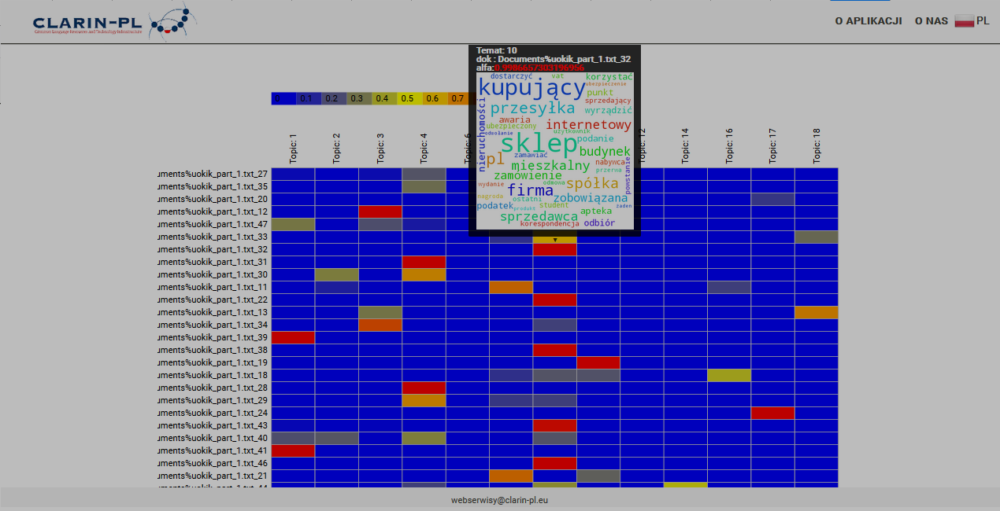 CLARIN-PL
Common Language Resources and Technology Infrastructure
O APLIKACJI O NAS PL
Temat: 10
dok : Documents%uokik_part_1.txt_32
alfa:0.9986657303196956
dostarczyć vat korzystać
kupujący ubezpieczenie
punkt
przesyłka sprzedający
wyrządzić
awaria
ubezpieczony internetowy
odwołanie użytkownik
sklep podanie
nieruchomości
zamawiać budynek
pl mieszkalny nabywca
przerwa
zamówienie powstanie
wydanie firma odmowa spółka
nagroda ostatni zobowiązana
podatek produkt student żaden
sprzedawca apteka
korespondencja odbiór
0.1 0.2 0.3 0.4 0.5 0.6 0.7
Topic: 1 Topic: 2 Topic: 3 Topic: 4 Topic: 6 12 Topic: 14 Topic: 16 Topic: 17 Topic: 18
uments%uokik_part_1.txt_27
uments%uokik_part_1.txt_35
uments%uokik_part_1.txt_20
uments%uokik_part_1.txt_12
uments%uokik_part_1.txt_47
uments%uokik_part_1.txt_33
uments%uokik_part_1.txt_32
uments%uokik_part_1.txt_31
uments%uokik_part_1.txt_30
uments%uokik_part_1.txt_11
uments%uokik_part_1.txt_22
uments%uokik_part_1.txt_13
uments%uokik_part_1.txt_34
uments%uokik_part_1.txt_39
uments%uokik_part_1.txt_38
uments%uokik_part_1.txt_19
uments%uokik_part_1.txt_18
uments%uokik_part_1.txt_28
uments%uokik_part_1.txt_29
uments%uokik_part_1.txt_24
uments%uokik_part_1.txt_43
uments%uokik_part_1.txt_40
uments%uokik_part_1.txt_41
uments%uokik_part_1.txt_46
uments%uokik_part_1.txt_21
webserwisy@clarin-pl.eu